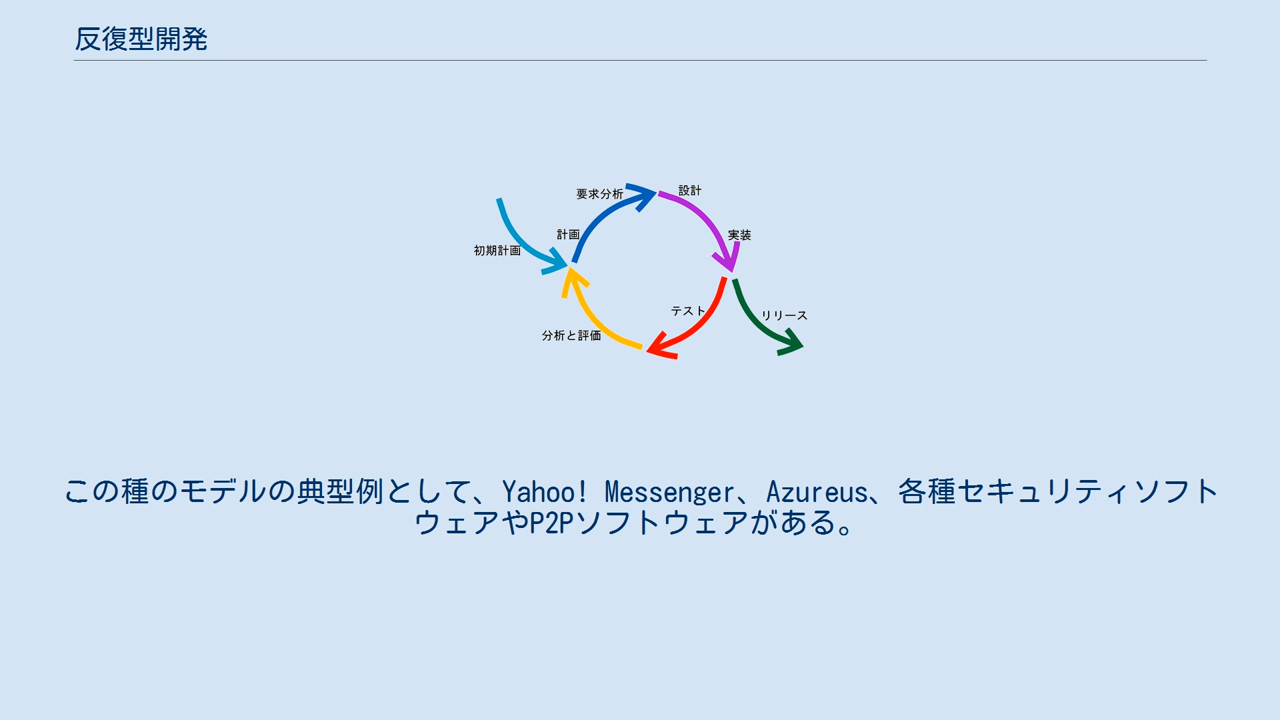 反復型開発
要求分析
設計
計画
実装
初期計画
テスト
リリース
分析と評価
この種のモデルの典型例として、Yahoo! Messenger、Azureus、各種セキュリティソフト
ウェアやP2Pソフトウェアがある。